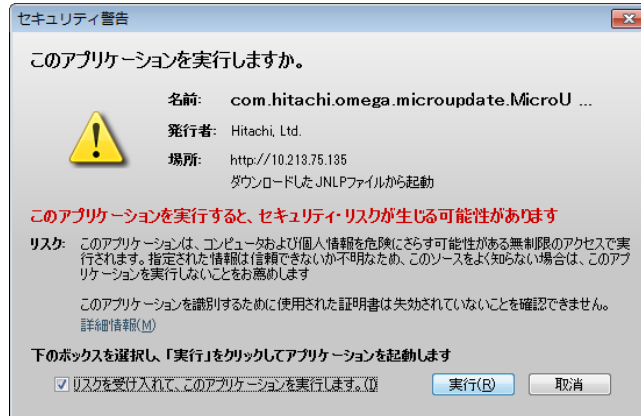 セキュリティ警告
このアプリケーションを実行しますか。
名前: com.hitachi.omega.microupdate.MicroU ...
発行者: Hitachi, Ltd.
場所: http://10.213.75.135
ダウンロードしたJNLPファイルから起動
このアプリケーションを実行すると、セキュリティ・リスクが生じる可能性があります
リスク: このアプリケーションは、コンピュータおよび個人情報を危険にさらす可能性がある無制限のアクセスで実
行されます。指定された情報は信頼できないか不明なため、このソースをよく知らない場合は、このアプ
リケーションを実行しないことをお薦めします
このアプリケーションを識別するために使用された証明書は失効されていないことを確認できません。
詳細情報(M)
下のボックスを選択し、「実行」をクリックしてアプリケーションを起動します
リスクを受け入れて、このアプリケーションを実行します。(I)
実行(R)
取消